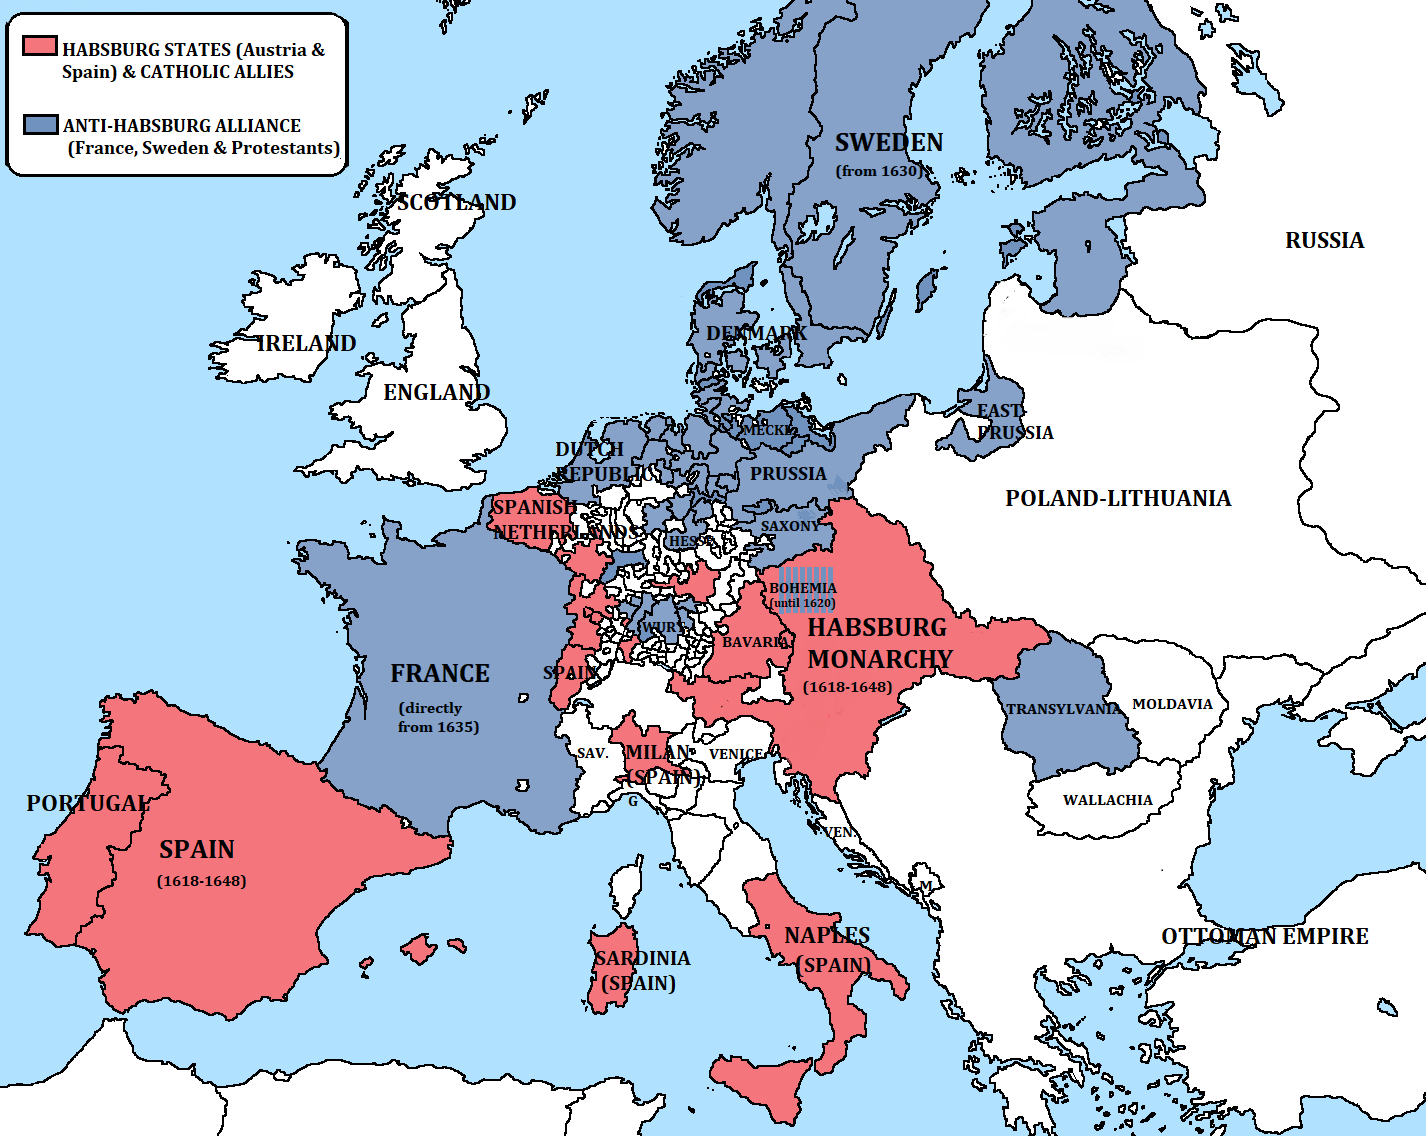 HABSBURG STATES (Austria &
Spain) & CATHOLIC ALLIES
ANTI-HABSBURG ALLIANCE
(France, Sweden & Protestants)
SWEDEN
(from 1630)
SCOTLAND
RUSSIA
IRELAND
DENMARK
ENGLAND
EAST
PRUSSIA
MECKL.
DUTCH
REPUBLIC
PRUSSIA
POLAND-LITHUANIA
SPANISH
NETHERLANDS
SAXONY
HESSE
BOHEMIA
(until 1620)
WURT.
HABSBURG
MONARCHY
(1618-1648)
BAVARIA
FRANCE
(directly
from 1635)
SPAIN
TRANSYLVANIA
MOLDAVIA
SAV.
MILAN
(SPAIN)
VENICE
G
WALLACHIA
PORTUGAL
VEN.
SPAIN
(1618-1648)
M.
NAPLES
(SPAIN)
OTTOMAN EMPIRE
SARDINIA
(SPAIN)